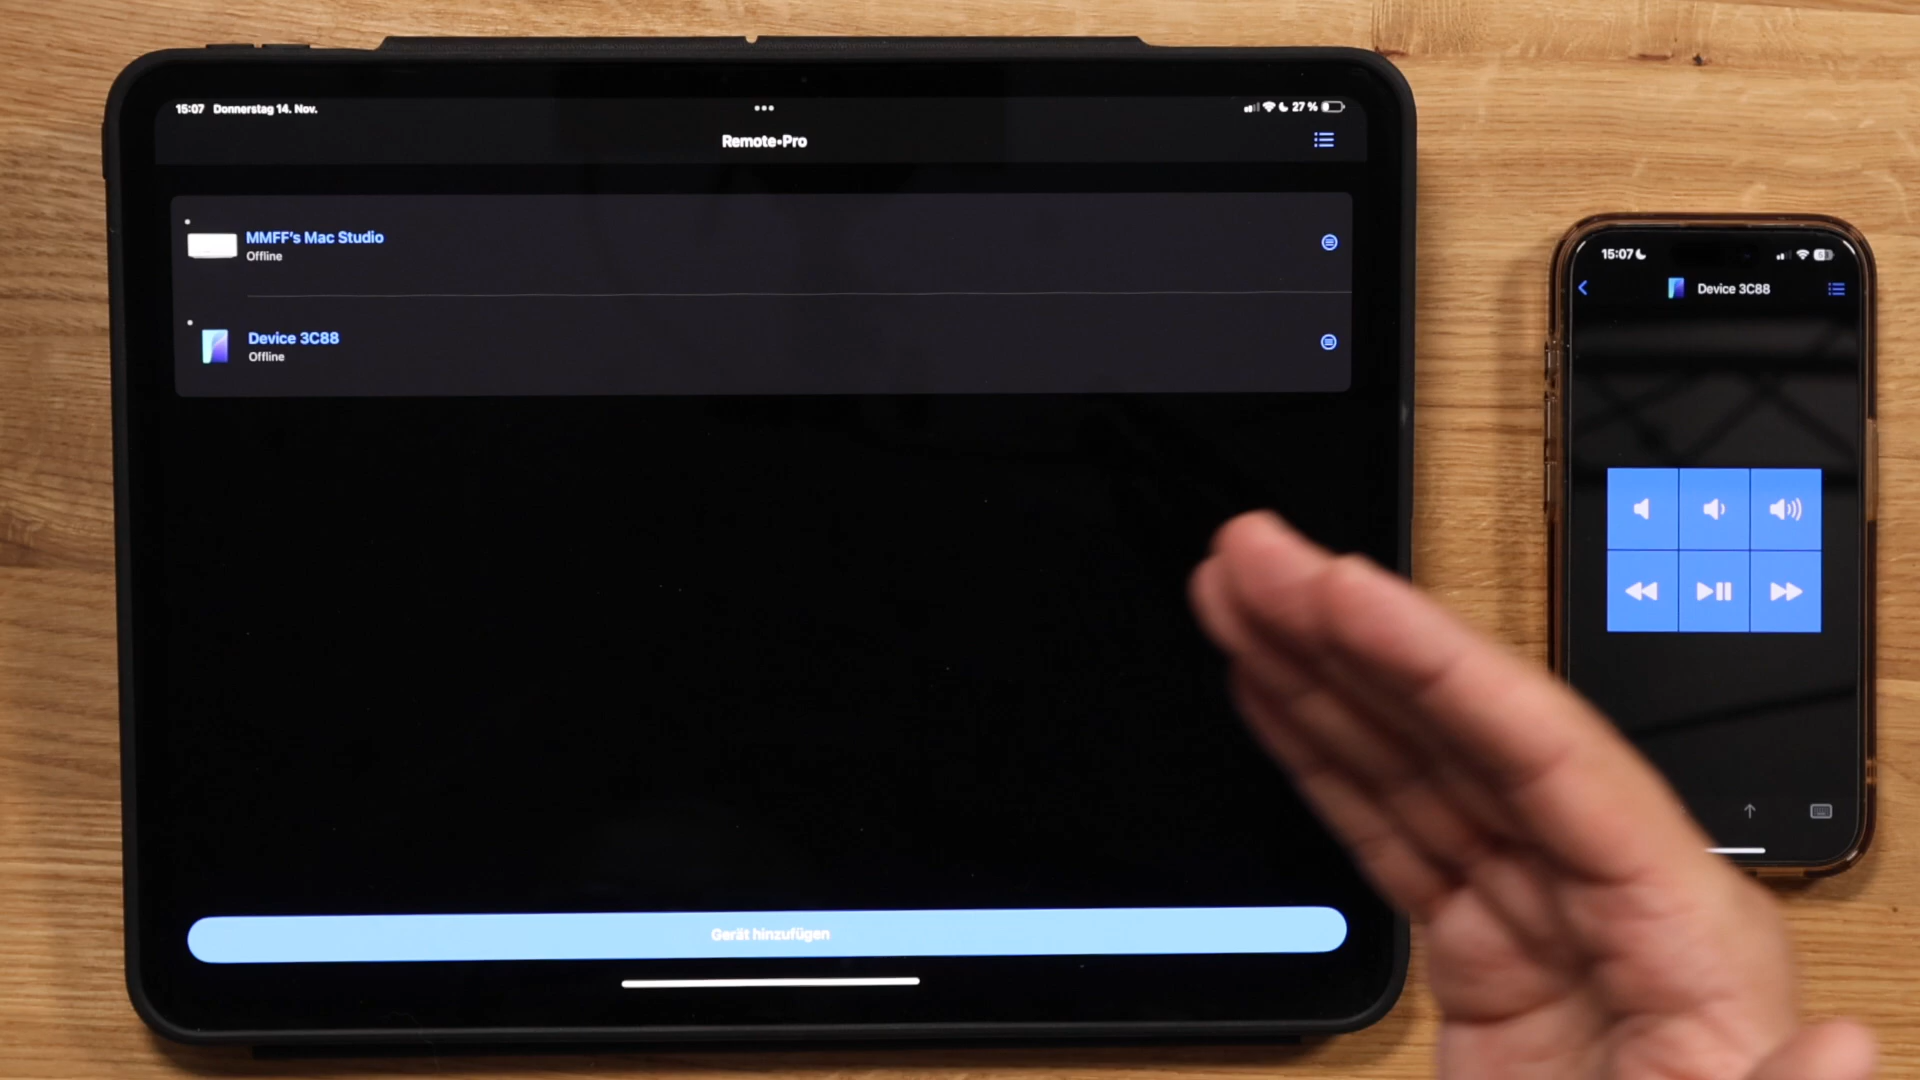 15:07 Donnerstag 14. Nov.
27 %
Remote•Pro
MMFF's Mac Studio
Offline
Device 3C88
Offline
Gerät hinzufügen
15:07
Device 3C88